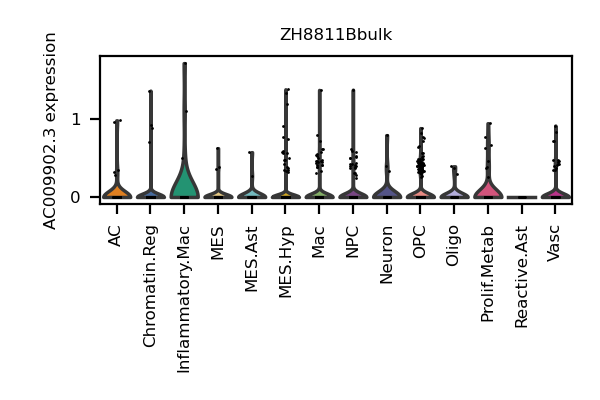 ZH8811Bbulk
AC009902.3 expression
1
0
AC
Chromatin.Reg
Inflammatory.Mac
MES
MES.Ast
MES.Hyp
Mac
NPC
Neuron
OPC
Oligo
Prolif.Metab
Reactive.Ast
Vasc